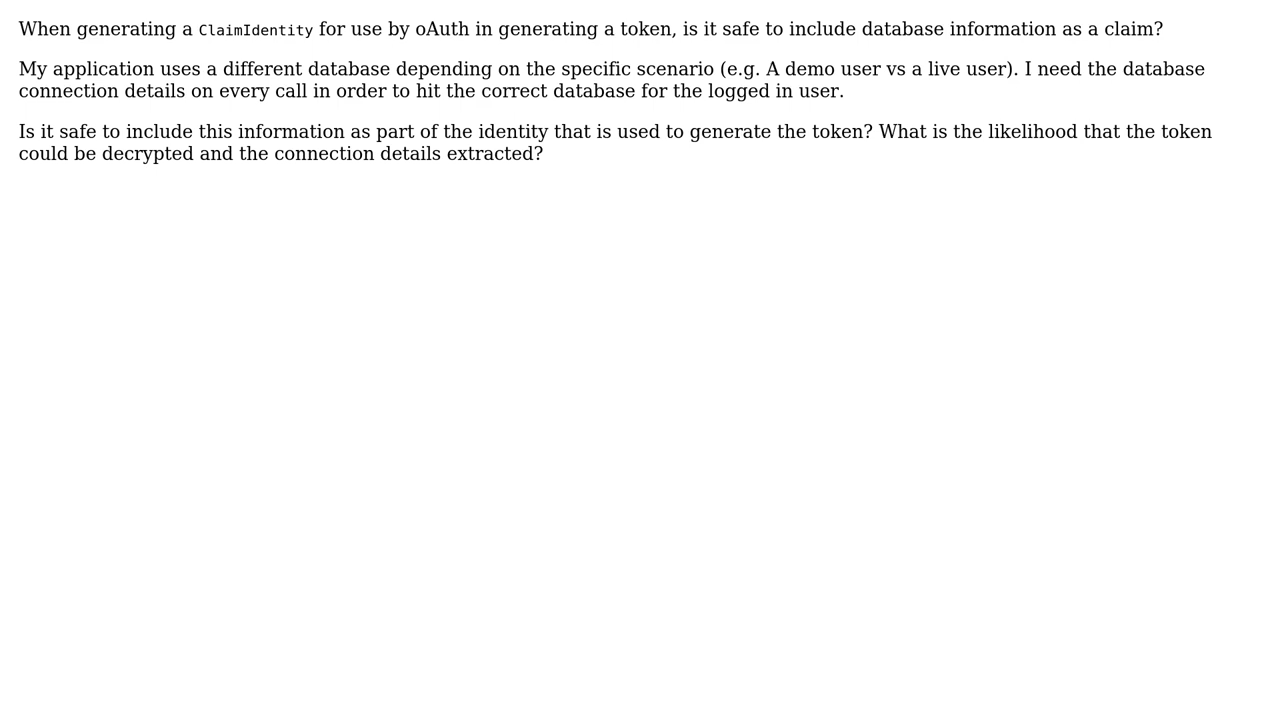 When generating a ClaimIdentity for use by oAuth in generating a token, is it safe to include database information as a claim?
My application uses a different database depending on the specific scenario (e.g. A demo user vs a live user). I need the database
connection details on every call in order to hit the correct database for the logged in user.
Is it safe to include this information as part of the identity that is used to generate the token? What is the likelihood that the token
could be decrypted and the connection details extracted?